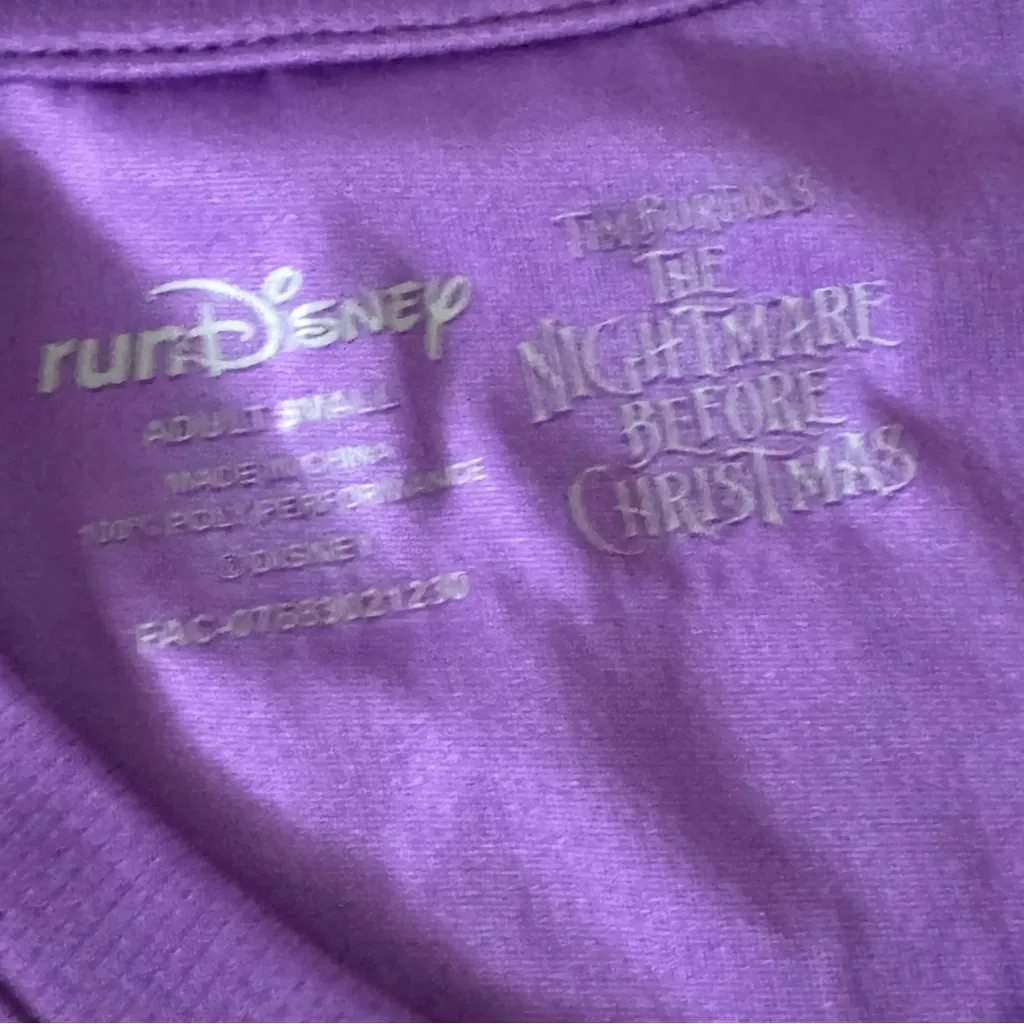 runDisney
ADULT SMALL
MADE IN CHINA
100% POLY PERFORMANCE
©DISNEY
TIM BURTON'S
THE
NIGHTMARE
BEFORE
CHRISTMAS